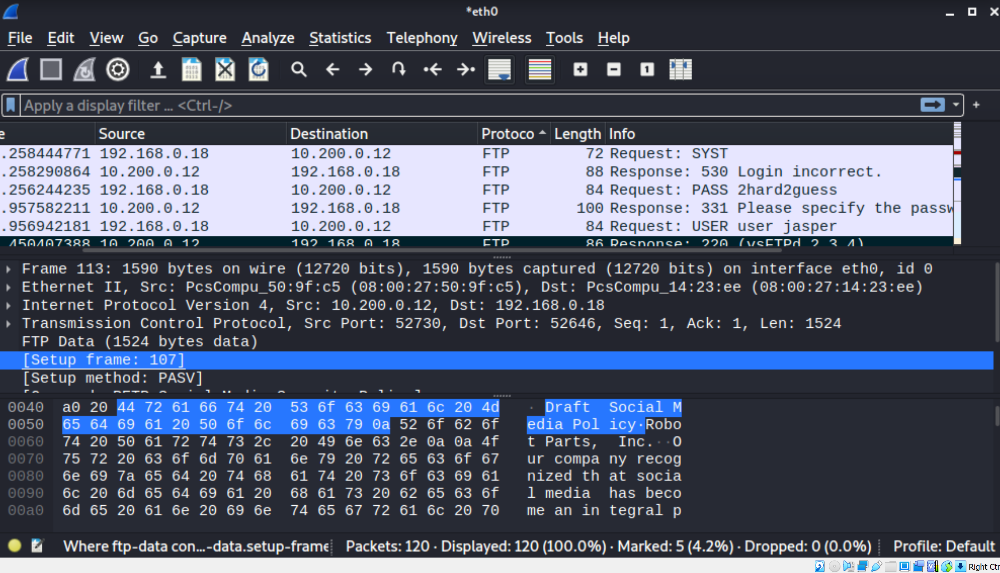 *eth0
File Edit View Go Capture Analyze Statistics Telephony Wireless Tools Help
Apply a display filter ... <Ctrl-/>
e Source Destination Protoco Length Info
.258444771 192.168.0.18 10.200.0.12 FTP 72 Request: SYST
.258290864 10.200.0.12 192.168.0.18 FTP 88 Response: 530 Login incorrect.
.256244235 192.168.0.18 10.200.0.12 FTP 84 Request: PASS 2hard2guess
.957582211 10.200.0.12 192.168.0.18 FTP 100 Response: 331 Please specify the passw
.956942181 192.168.0.18 10.200.0.12 FTP 84 Request: USER user jasper
.450407388 10.200.0.12 192.168.0.18 FTP 86 Response: 220 (vsFTPd 2.3.4)
Frame 113: 1590 bytes on wire (12720 bits), 1590 bytes captured (12720 bits) on interface eth0, id 0
Ethernet II, Src: PcsCompu_50:9f:c5 (08:00:27:50:9f:c5), Dst: PcsCompu_14:23:ee (08:00:27:14:23:ee)
Internet Protocol Version 4, Src: 10.200.0.12, Dst: 192.168.0.18
Transmission Control Protocol, Src Port: 52730, Dst Port: 52646, Seq: 1, Ack: 1, Len: 1524
FTP Data (1524 bytes data)
[Setup frame: 107]
[Setup method: PASV]
0040 a0 20 44 72 61 66 74 20 53 6f 63 69 61 6c 20 4d · Draft Social M
0050 65 64 69 61 20 50 6f 6c 69 63 79 0a 52 6f 62 6f edia Pol icy·Robo
0060 74 20 50 61 72 74 73 2c 20 49 6e 63 2e 0a 0a 4f t Parts, Inc.··O
0070 75 72 20 63 6f 6d 70 61 6e 79 20 72 65 63 6f 67 ur compa ny recog
0080 6e 69 7a 65 64 20 74 68 61 74 20 73 6f 63 69 61 nized th at socia
0090 6c 20 6d 65 64 69 61 20 68 61 73 20 62 65 63 6f l media has beco
00a0 6d 65 20 61 6e 20 69 6e 74 65 67 72 61 6c 20 70 me an in tegral p
Where ftp-data con...-data.setup-frame Packets: 120 · Displayed: 120 (100.0%) · Marked: 5 (4.2%) · Dropped: 0 (0.0%) Profile: Default
Right Ctr